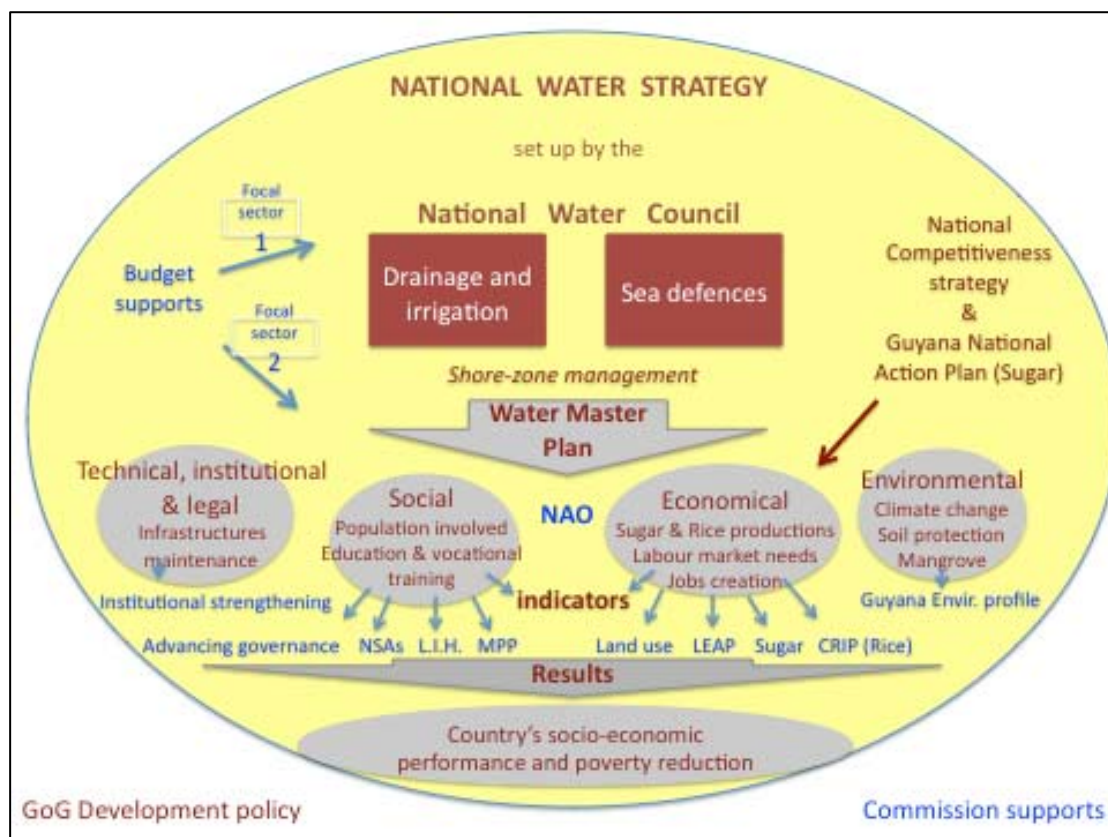 NATIONAL WATER STRATEGY
set up by the
National Water Council
Focal
sector
1
Budget
supports
Focal
sector
2
Drainage and
irrigation
Sea defences
National
Competitiveness
strategy
&
Guyana National
Action Plan (Sugar)
Shore-zone management
Water Master
Plan
Technical, institutional
& legal
Infrastructures
maintenance
Social
Population involved
Education & vocational
training
NAO
Economical
Sugar & Rice productions
Labour market needs
Jobs creation
Environmental
Climate change
Soil protection
Mangrove
Institutional strengthening
indicators
Guyana Envir. profile
Advancing governance
NSAs
L.I.H.
MPP
Land use
LEAP
Sugar
CRIP (Rice)
Results
Country's socio-economic
performance and poverty reduction
GoG Development policy
Commission supports